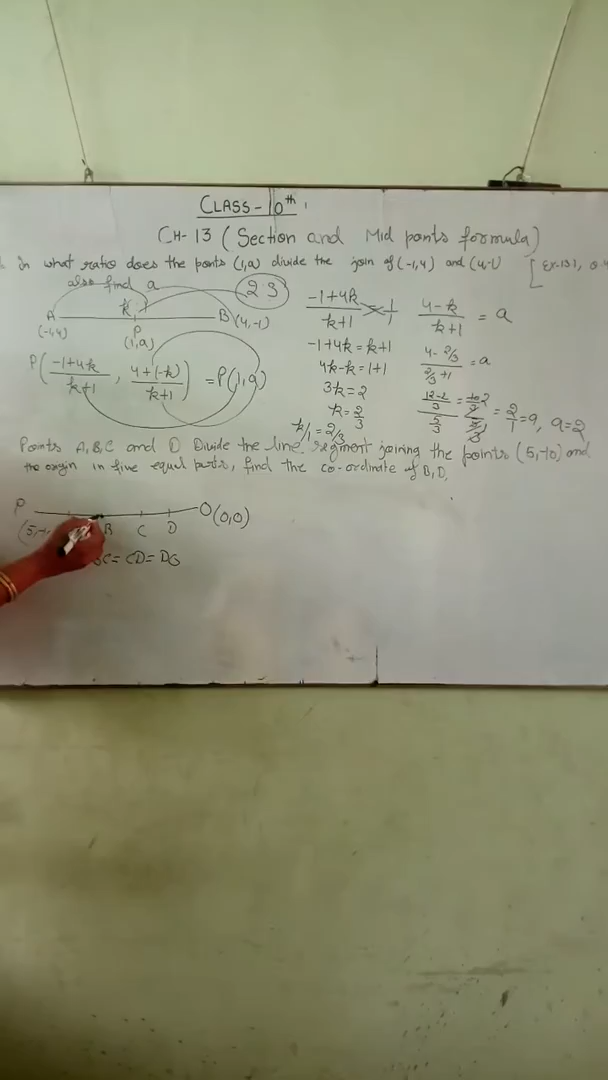 CLASS-10th
CH-13 (Section and Mid ponts formula)
in what ratio does the points (1,a) divide the join of (-1,4) and (4,-1)
also find a
2:3
A k : 1 B(4,-1)
P
(1,a)
P(-1+4k/k+1, 4+(-k)/k+1) = P(1,a)
-1+4k/k+1 = 1
-1+4k=k+1
4k-k=1+1
3k=2
k=2/3
k/1=2/3
4-k/k+1 = a
4-2/3/2/3+1 = a
= 2/1 = a, a=2
Points A,B,C and D Divide the line segment joining the points (5,-10) and
the origin in five equal parts, find the co-ordinate of B,D,
P B C D O(0,0)
= CD = DO